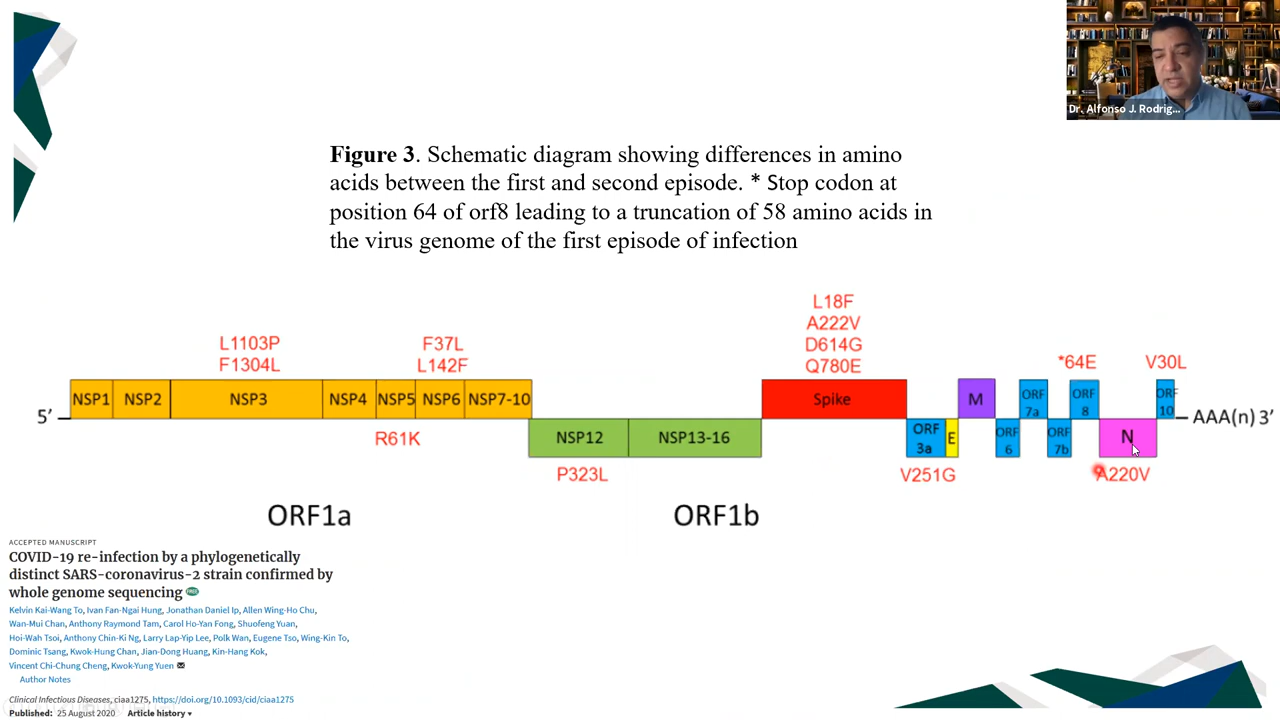 Dr. Alfonso J. Rodrig...
Figure 3. Schematic diagram showing differences in amino
acids between the first and second episode. * Stop codon at
position 64 of orf8 leading to a truncation of 58 amino acids in
the virus genome of the first episode of infection
L18F
A222V
D614G
Q780E
L1103P
F1304L
F37L
L142F
*64E
V30L
5’
NSP1
NSP2
NSP3
NSP4
NSP5
NSP6
NSP7-10
Spike
M
ORF
7a
ORF
8
ORF
10
AAA(n) 3’
NSP12
NSP13-16
ORF
3a
E
ORF
6
ORF
7b
N
R61K
P323L
V251G
A220V
ORF1a
ORF1b
ACCEPTED MANUSCRIPT
COVID-19 re-infection by a phylogenetically
distinct SARS-coronavirus-2 strain confirmed by
whole genome sequencing FREE
Kelvin Kai-Wang To, Ivan Fan-Ngai Hung, Jonathan Daniel Ip, Allen Wing-Ho Chu,
Wan-Mui Chan, Anthony Raymond Tam, Carol Ho-Yan Fong, Shuofeng Yuan,
Hoi-Wah Tsoi, Anthony Chin-Ki Ng, Larry Lap-Yip Lee, Polk Wan, Eugene Tso, Wing-Kin To,
Dominic Tsang, Kwok-Hung Chan, Jian-Dong Huang, Kin-Hang Kok,
Vincent Chi-Chung Cheng, Kwok-Yung Yuen
Author Notes
Clinical Infectious Diseases, ciaa1275, https://doi.org/10.1093/cid/ciaa1275
Published: 25 August 2020 Article history